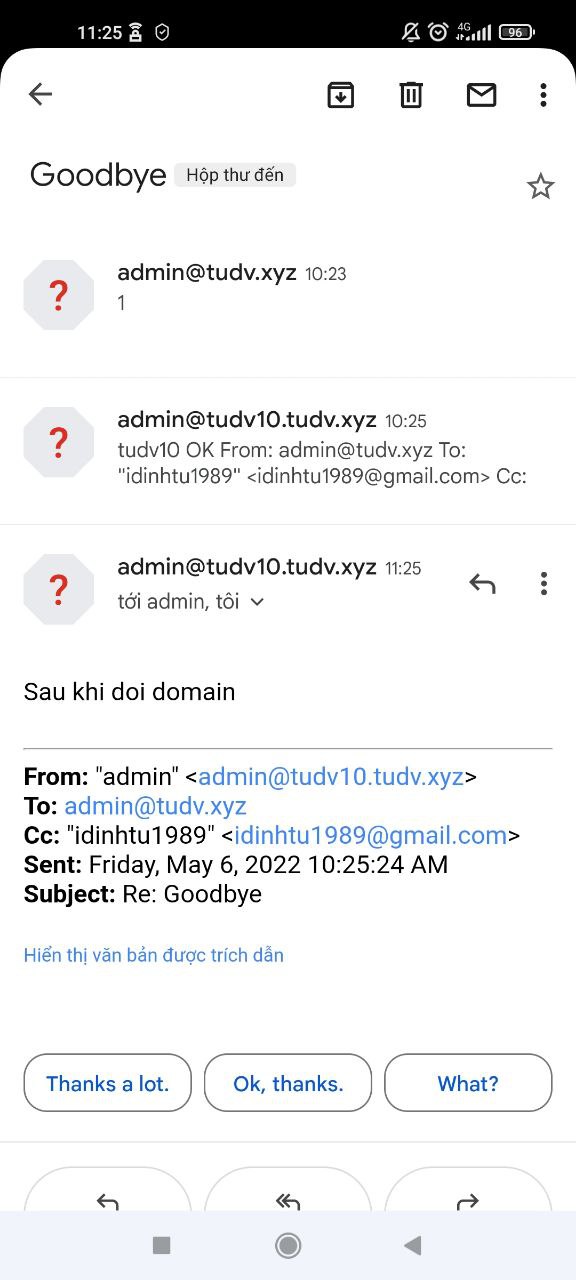 11:25
4G
96
Goodbye Hộp thư đến
admin@tudv.xyz 10:23
1
admin@tudv10.tudv.xyz 10:25
tudv10 OK From: admin@tudv.xyz To:
"idinhtu1989" <idinhtu1989@gmail.com> Cc:
admin@tudv10.tudv.xyz 11:25
tới admin, tôi
Sau khi doi domain
From: "admin" <admin@tudv10.tudv.xyz>
To: admin@tudv.xyz
Cc: "idinhtu1989" <idinhtu1989@gmail.com>
Sent: Friday, May 6, 2022 10:25:24 AM
Subject: Re: Goodbye
Hiển thị văn bản được trích dẫn
Thanks a lot. Ok, thanks. What?